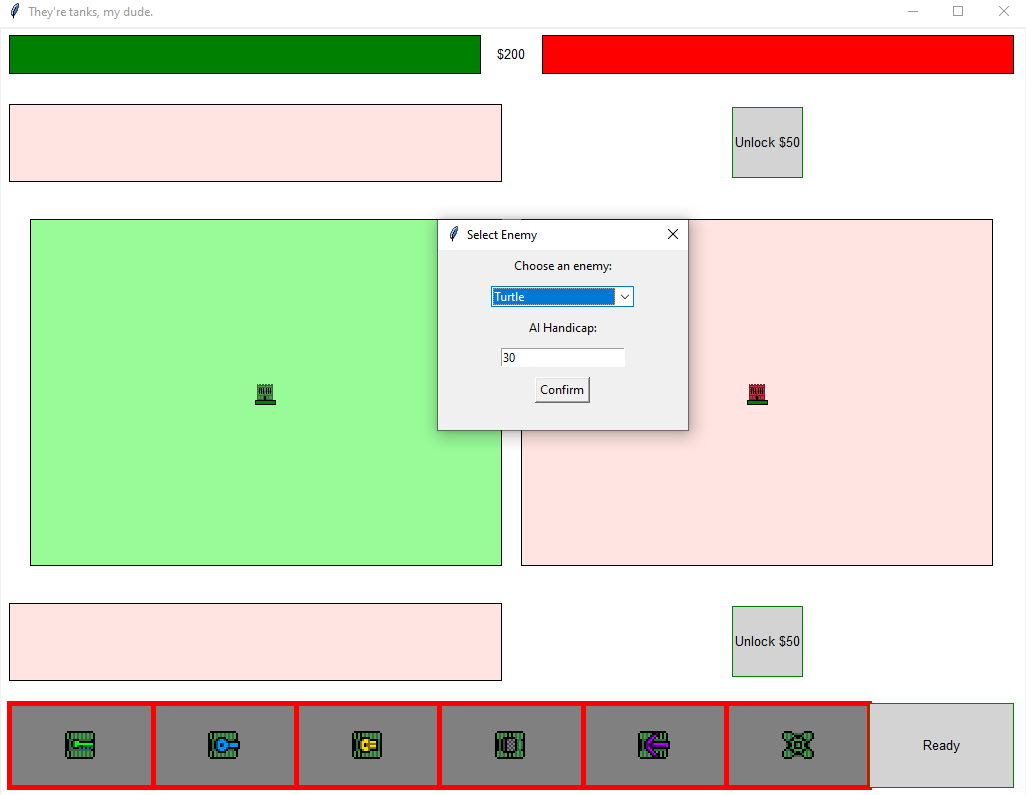 They're tanks, my dude.
$200
Unlock $50
Select Enemy
Choose an enemy:
Turtle
AI Handicap:
30
Confirm
Unlock $50
Ready